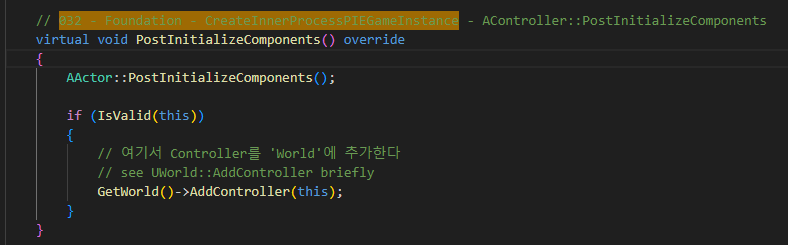 // 032 - Foundation - CreateInnerProcessPIEGameInstance - AController::PostInitializeComponents
virtual void PostInitializeComponents() override
{
AActor::PostInitializeComponents();
if (IsValid(this))
{
// 여기서 Controller를 'World'에 추가한다
// see UWorld::AddController briefly
GetWorld()->AddController(this);
}
}